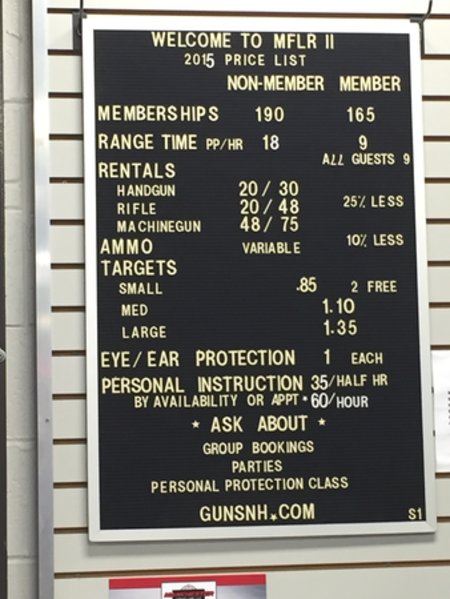 WELCOME TO MFLR II
2015 PRICE LIST
NON-MEMBER MEMBER
MEMBERSHIPS 190 165
RANGE TIME PP/HR 18 9
ALL GUESTS 9
RENTALS
HANDGUN 20 / 30
RIFLE 20 / 48 25% LESS
MACHINEGUN 48 / 75
AMMO VARIABLE 10% LESS
TARGETS
SMALL .85 2 FREE
MED 1.10
LARGE 1.35
EYE / EAR PROTECTION 1 EACH
PERSONAL INSTRUCTION 35/HALF HR
BY AVAILABILITY OR APPT * 60/HOUR
* ASK ABOUT *
GROUP BOOKINGS
PARTIES
PERSONAL PROTECTION CLASS
GUNSNH.COM
S1